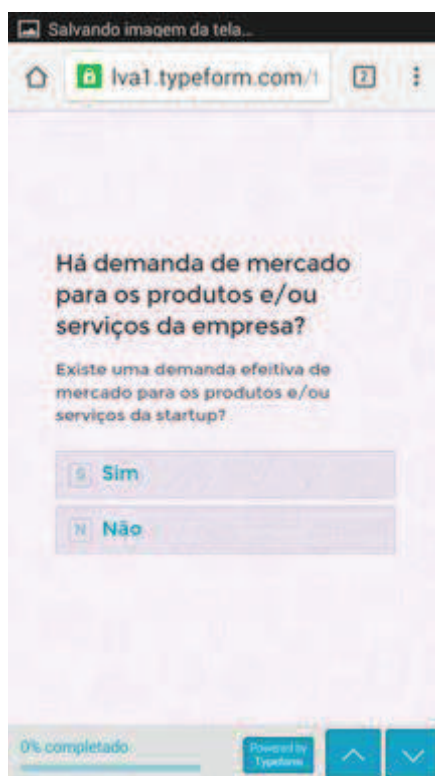 Salvando imagem da tela...
lva1.typeform.com/t
2
Há demanda de mercado
para os produtos e/ou
serviços da empresa?
Existe uma demanda efeitiva de
mercado para os produtos e/ou
serviços da startup?
S Sim
N Não
0% completado
Powered by
Typeform